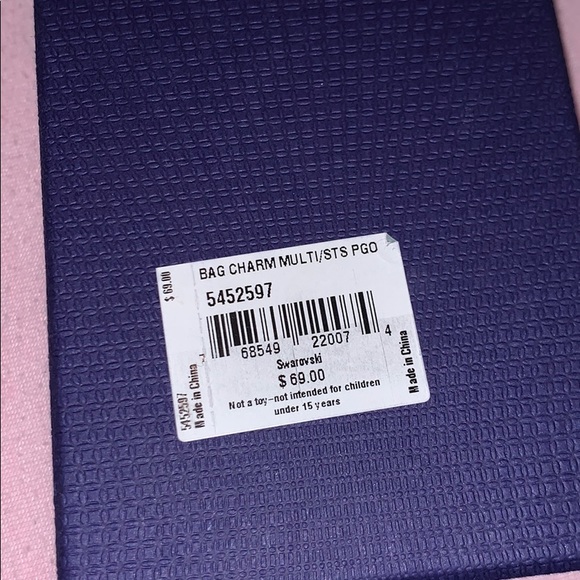 BAG CHARM MULTI/STS PGO
5452597
68549 22007 4
Swarovski
$ 69.00
Not a toy-not intended for children
under 15 years
$ 69.00
5452597
Made in China
Made in China